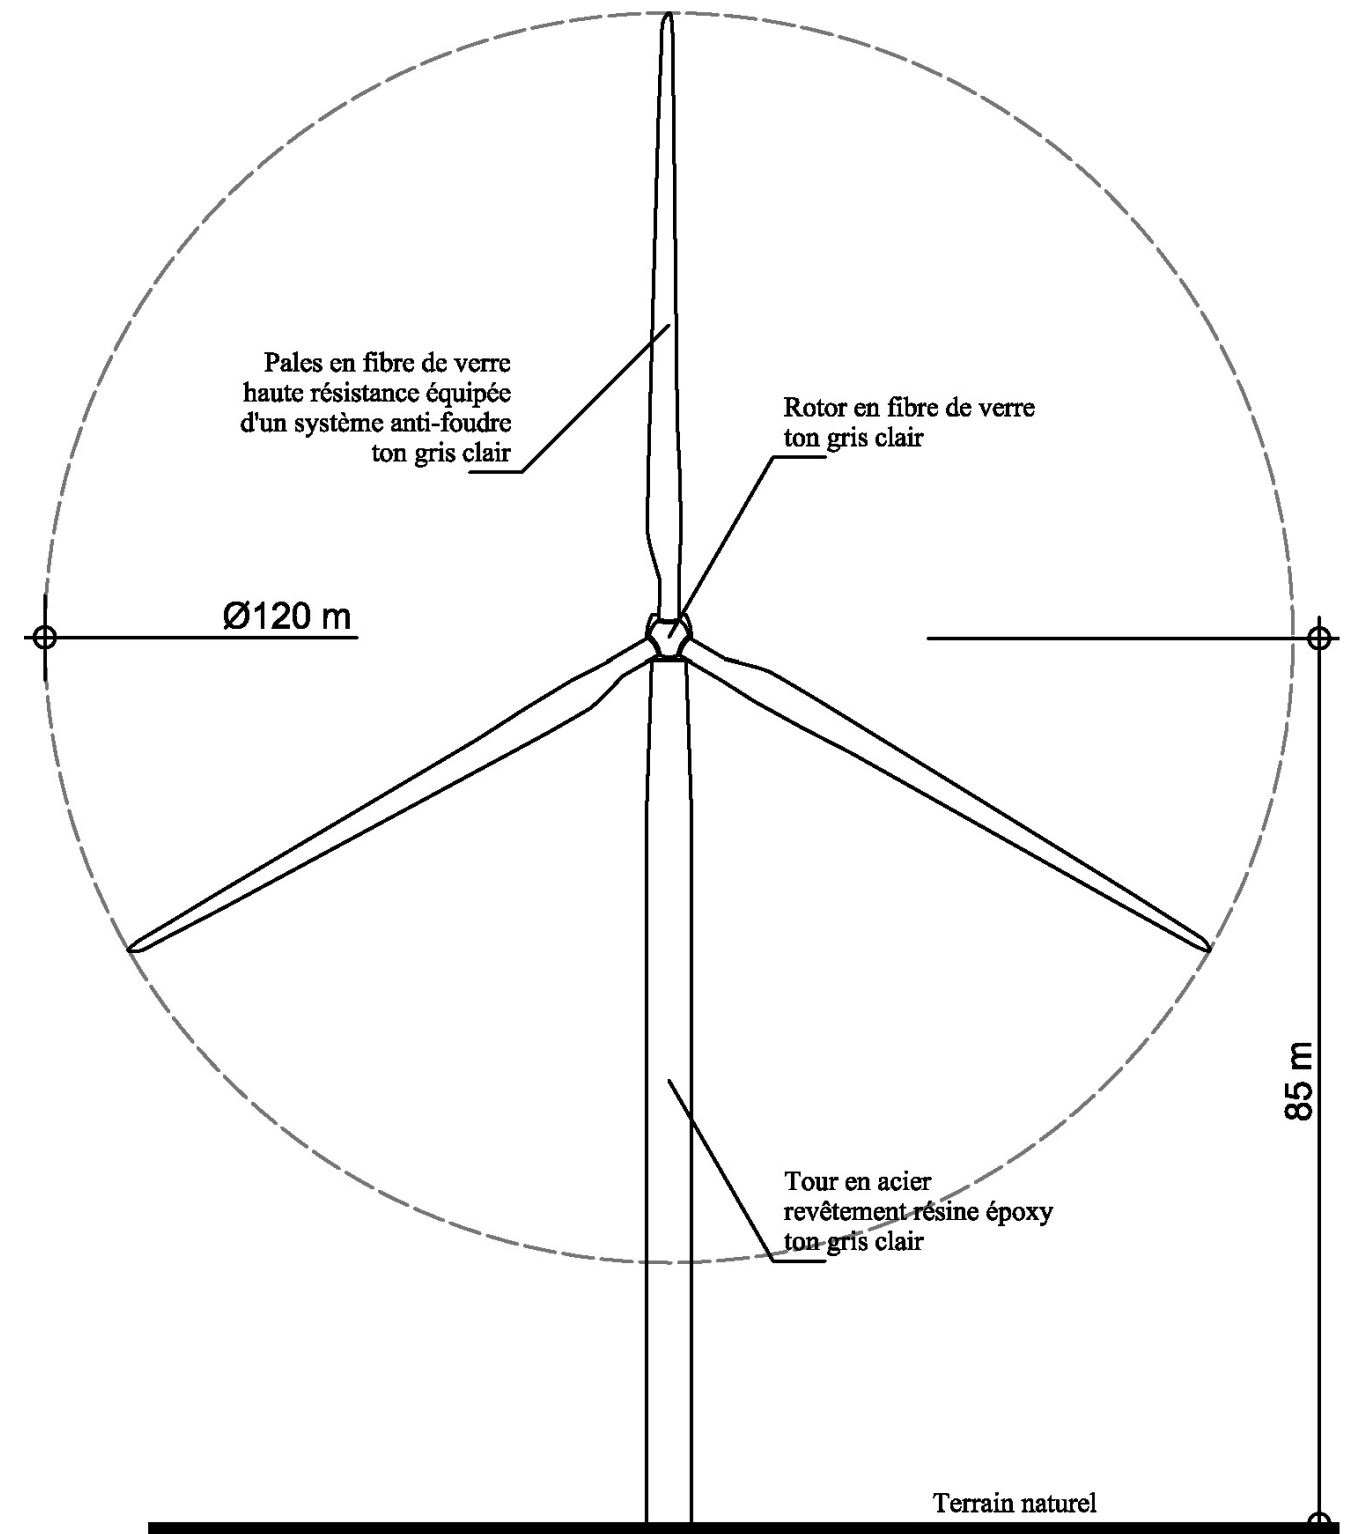 Pales en fibre de verre
haute résistance équipée
d'un système anti-foudre
ton gris clair
Rotor en fibre de verre
ton gris clair
Ø120 m
85 m
Tour en acier
revêtement résine époxy
ton gris clair
Terrain naturel